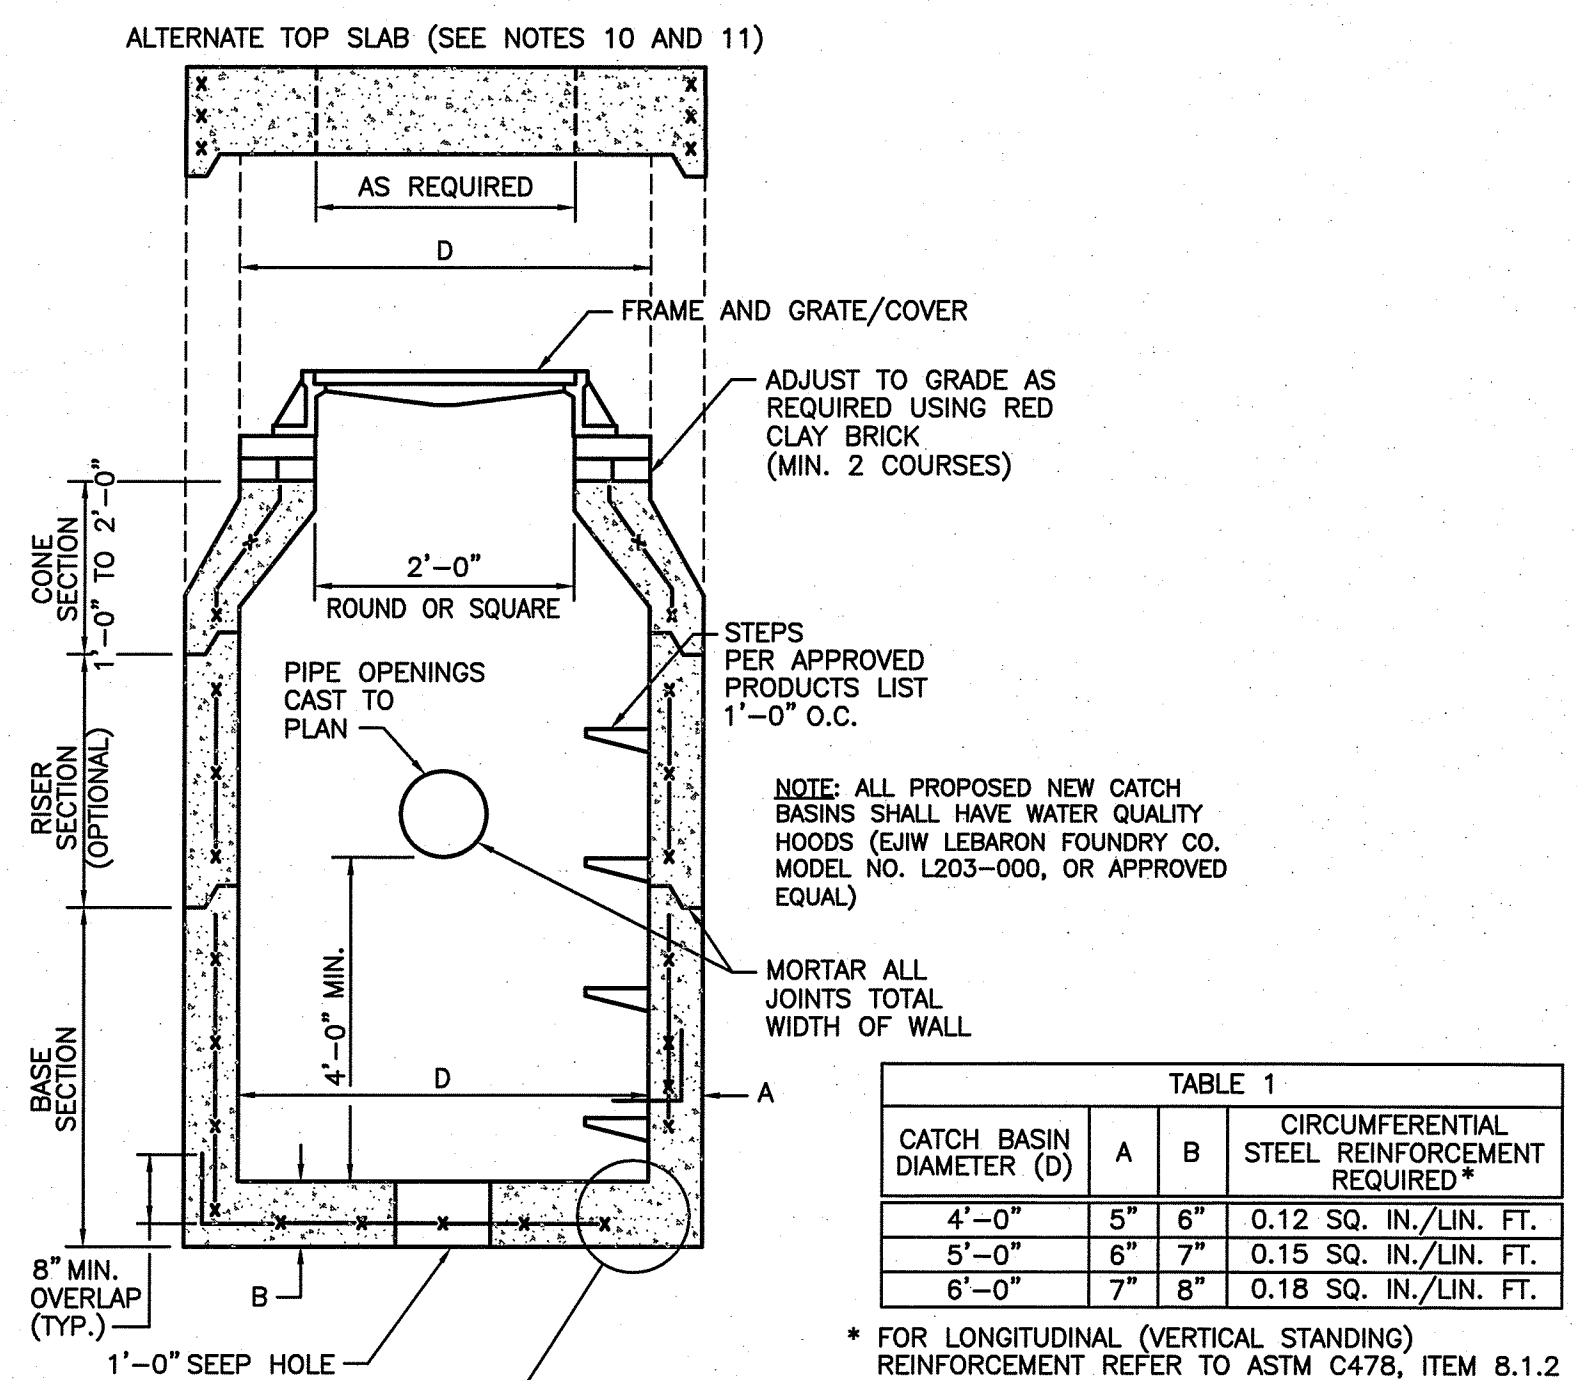 ALTERNATE TOP SLAB (SEE NOTES 10 AND 11)
AS REQUIRED
D
FRAME AND GRATE/COVER
ADJUST TO GRADE AS
REQUIRED USING RED
CLAY BRICK
(MIN. 2 COURSES)
CONE
SECTION
1'-0" TO 2'-0"
2'-0"
ROUND OR SQUARE
STEPS
PER APPROVED
PRODUCTS LIST
1'-0" O.C.
PIPE OPENINGS
CAST TO
PLAN
RISER
SECTION
(OPTIONAL)
NOTE: ALL PROPOSED NEW CATCH
BASINS SHALL HAVE WATER QUALITY
HOODS (EJIW LEBARON FOUNDRY CO.
MODEL NO. L203-000, OR APPROVED
EQUAL)
MORTAR ALL
JOINTS TOTAL
WIDTH OF WALL
4'-0" MIN.
BASE
SECTION
D
A
8" MIN.
OVERLAP
(TYP.)
B
1'-0" SEEP HOLE
TABLE 1
CATCH BASIN
DIAMETER (D)
A
B
CIRCUMFERENTIAL
STEEL REINFORCEMENT
REQUIRED*
4'-0" 5" 6" 0.12 SQ. IN./LIN. FT.
5'-0" 6" 7" 0.15 SQ. IN./LIN. FT.
6'-0" 7" 8" 0.18 SQ. IN./LIN. FT.
* FOR LONGITUDINAL (VERTICAL STANDING)
REINFORCEMENT REFER TO ASTM C478, ITEM 8.1.2